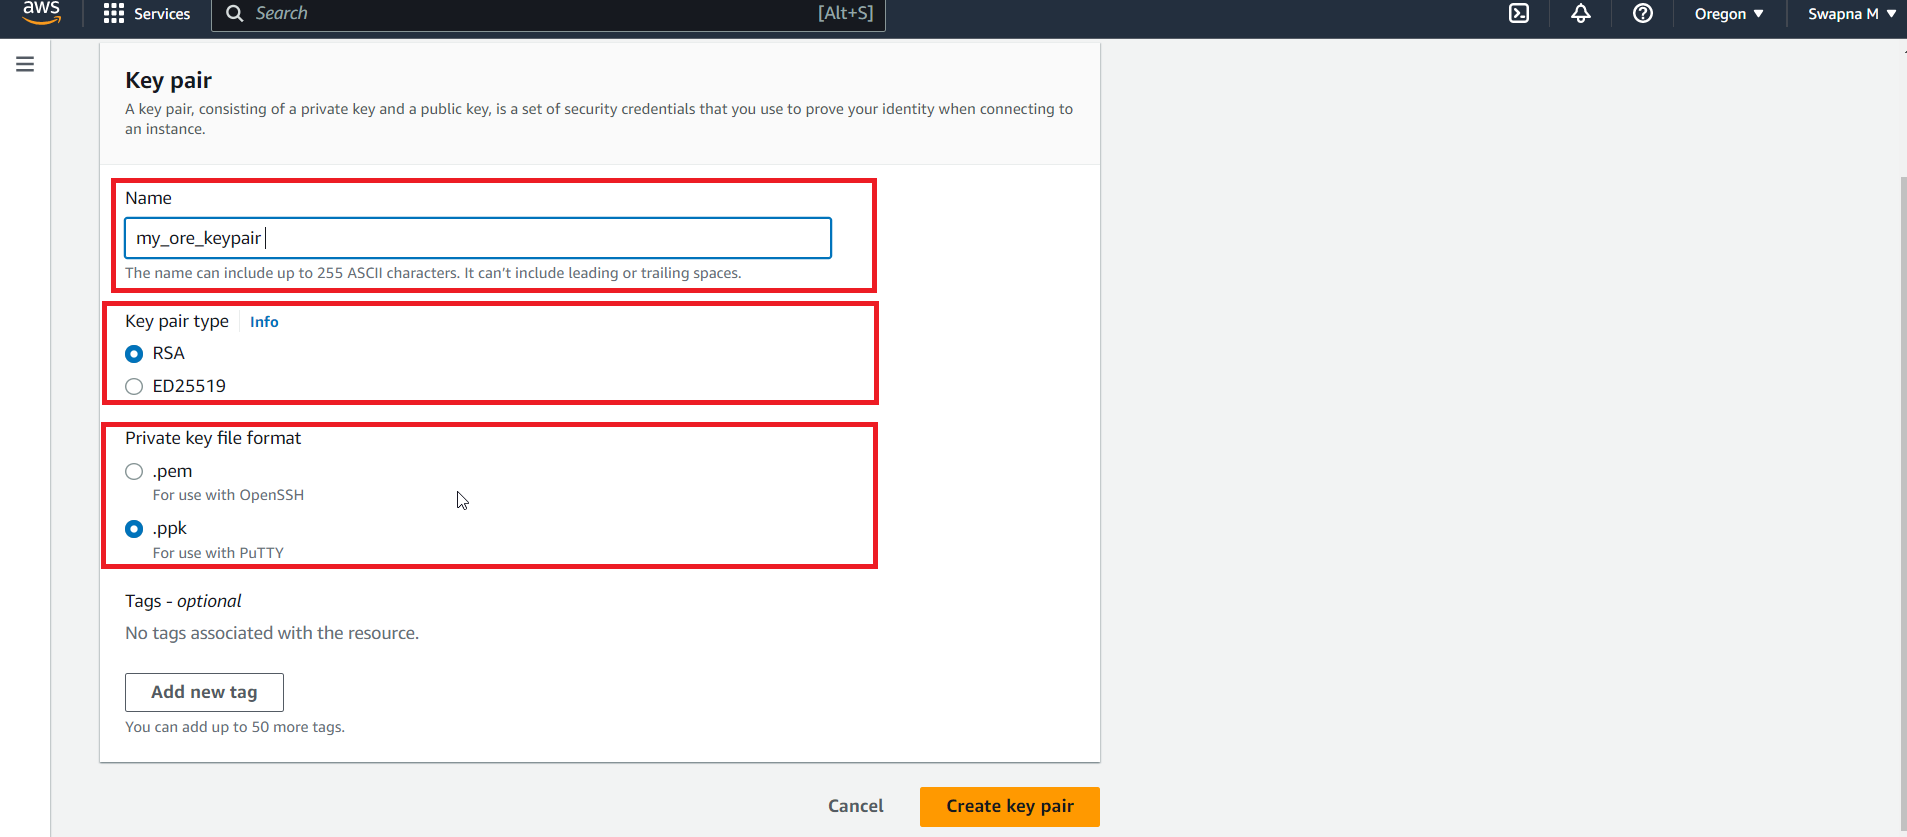 aws
Services
Search
[Alt+S]
Oregon
Swapna M
Key pair
A key pair, consisting of a private key and a public key, is a set of security credentials that you use to prove your identity when connecting to
an instance.
Name
my_ore_keypair
The name can include up to 255 ASCII characters. It can't include leading or trailing spaces.
Key pair type
Info
RSA
ED25519
Private key file format
.pem
For use with OpenSSH
.ppk
For use with PuTTY
Tags - optional
No tags associated with the resource.
Add new tag
You can add up to 50 more tags.
Cancel
Create key pair